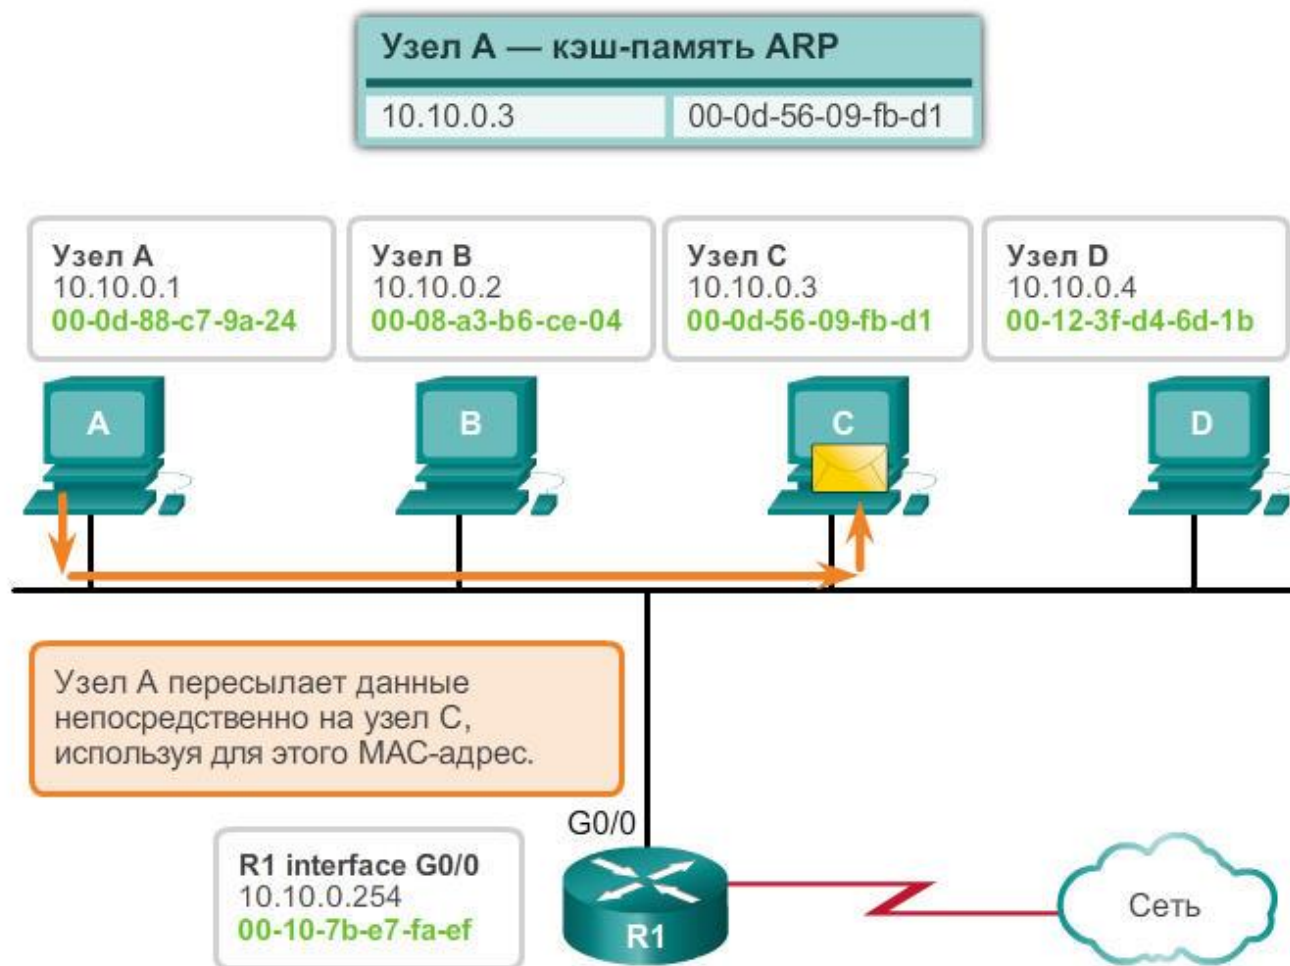 Узел A — кэш-память ARP
10.10.0.3 00-0d-56-09-fb-d1
Узел A
10.10.0.1
00-0d-88-c7-9a-24
Узел B
10.10.0.2
00-08-a3-b6-ce-04
Узел C
10.10.0.3
00-0d-56-09-fb-d1
Узел D
10.10.0.4
00-12-3f-d4-6d-1b
A
B
C
D
Узел A пересылает данные
непосредственно на узел C,
используя для этого MAC-адрес.
G0/0
R1 interface G0/0
10.10.0.254
00-10-7b-e7-fa-ef
R1
Сеть